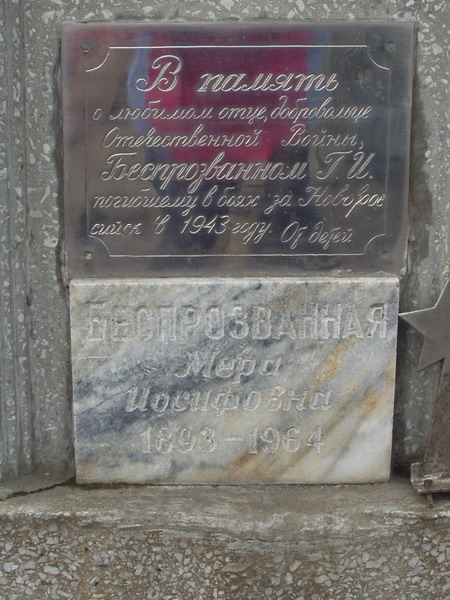 В память
о любимом отце, добровольце
Отечественной Войны,
Беспрозванном Г. И.
погибшему в боях за Новорос
сийск в 1943 году. От детей
БЕСПРОЗВАННАЯ
Мера
Иосифовна
1893 - 1964